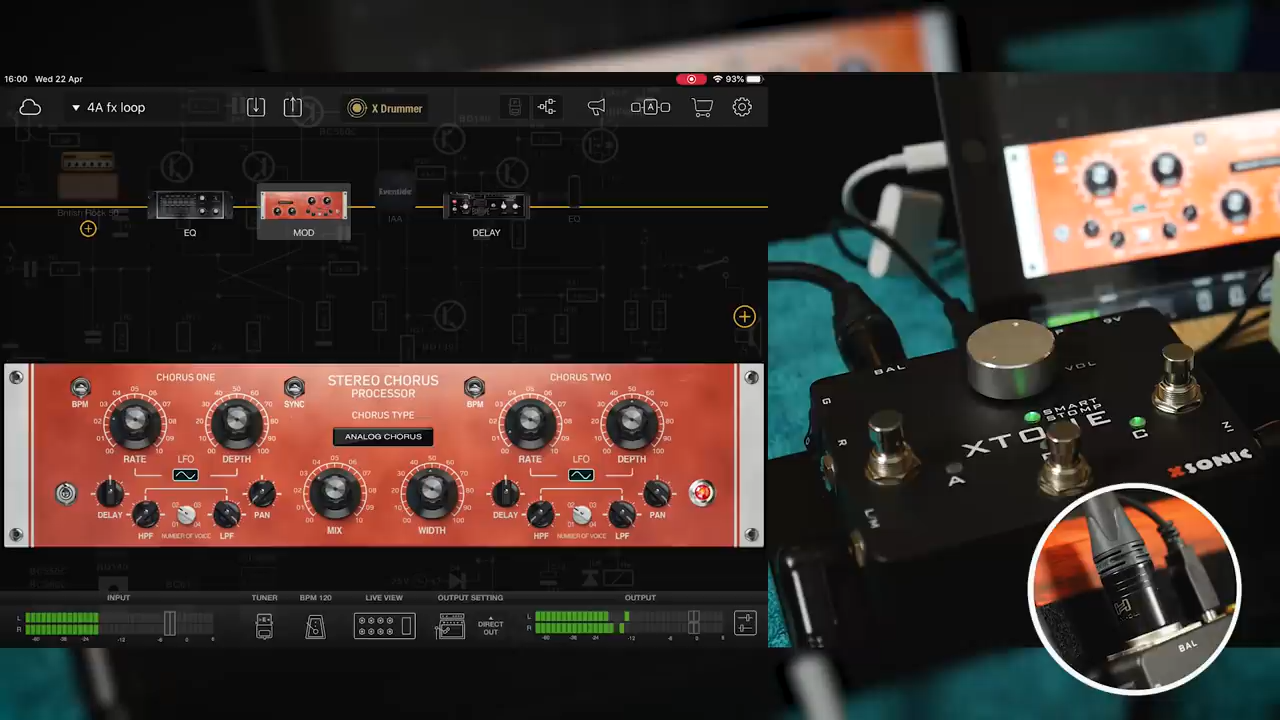 16:00 Wed 22 Apr
93%
4A fx loop
X Drummer
A
British Rock 50
EQ
MOD
Eventide
IAA
DELAY
EQ
CHORUS ONE
STEREO CHORUS
PROCESSOR
CHORUS TWO
BPM
SYNC
BPM
CHORUS TYPE
ANALOG CHORUS
RATE
LFO
DEPTH
RATE
LFO
DEPTH
DELAY
PAN
DELAY
PAN
HPF
NUMBER OF VOICE
LPF
MIX
WIDTH
HPF
NUMBER OF VOICE
LPF
INPUT
TUNER
BPM 120
LIVE VIEW
OUTPUT SETTING
OUTPUT
L
R
DIRECT
OUT
L
R
BAL
VOL
9V
G
R
L/M
SMART
STOMP
XTONE
A
C
XSONIC
BAL